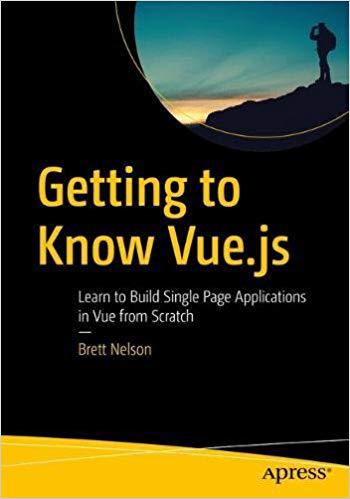 Getting to
Know Vue.js
Learn to Build Single Page Applications
in Vue from Scratch
—
Brett Nelson
Apress®